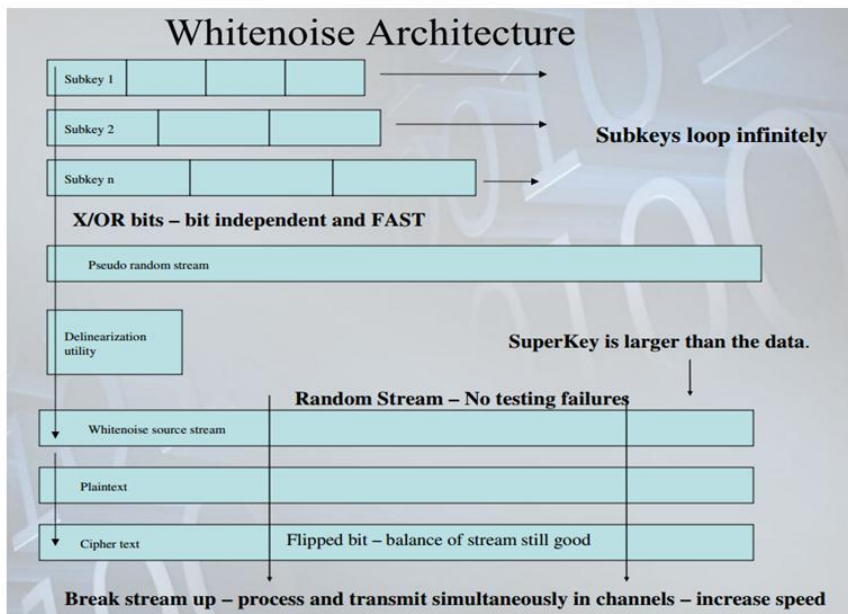 Whitenoise Architecture
Subkey 1
Subkey 2
Subkeys loop infinitely
Subkey n
X/OR bits – bit independent and FAST
Pseudo random stream
Delinearization
utility
SuperKey is larger than the data.
Random Stream – No testing failures
Whitenoise source stream
Plaintext
Cipher text
Flipped bit – balance of stream still good
Break stream up – process and transmit simultaneously in channels – increase speed